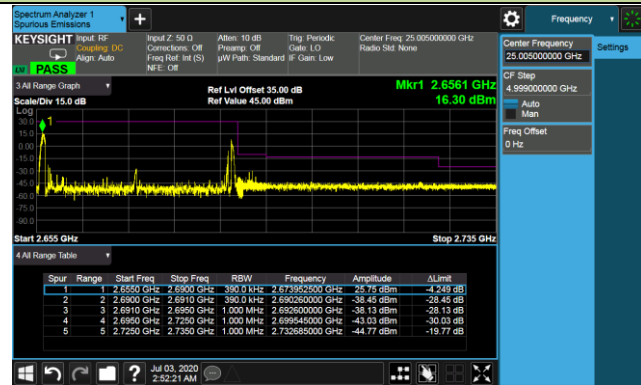 Spectrum Analyzer 1
Spurious Emissions
Frequency
KEYSIGHT
Input: RF
Coupling: DC
Align: Auto
Input Z: 50 Ω
Corrections: Off
Freq Ref: Int (S)
NFE: Off
Atten: 10 dB
Preamp: Off
µW Path: Standard
Trig: Periodic
Gate: LO
IF Gain: Low
Center Freq: 25.005000000 GHz
Radio Std: None
PASS
Center Frequency
25.005000000 GHz
Settings
CF Step
4.999000000 GHz
Auto
Man
Freq Offset
0 Hz
3 All Range Graph
Ref Lvl Offset 35.00 dB
Mkr1 2.6561 GHz
Scale/Div 15.0 dB
Ref Value 45.00 dBm
16.30 dBm
Log
30.0
15.0
0.00
-15.0
-30.0
-45.0
-60.0
-75.0
-90.0
1
Start 2.655 GHz
Stop 2.735 GHz
4 All Range Table
Spur Range Start Freq Stop Freq RBW Frequency Amplitude ΔLimit
1 1 2.6550 GHz 2.6900 GHz 390.0 kHz 2.673952500 GHz 25.75 dBm -4.249 dB
2 2 2.6900 GHz 2.6910 GHz 390.0 kHz 2.690260000 GHz -38.45 dBm -28.45 dB
3 3 2.6910 GHz 2.6950 GHz 1.000 MHz 2.692600000 GHz -38.13 dBm -28.13 dB
4 4 2.6950 GHz 2.7250 GHz 1.000 MHz 2.699545000 GHz -43.03 dBm -30.03 dB
5 5 2.7250 GHz 2.7350 GHz 1.000 MHz 2.732685000 GHz -44.77 dBm -19.77 dB
Jul 03, 2020
2:52:21 AM